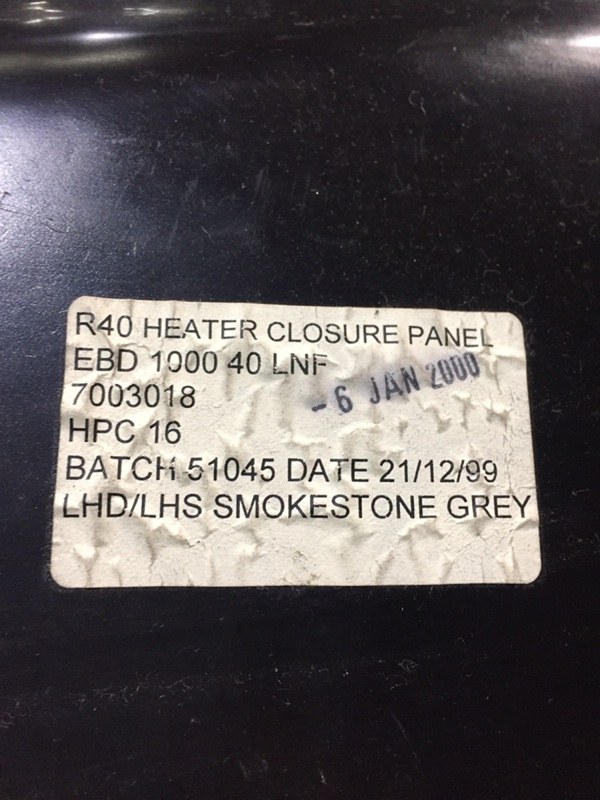 R40 HEATER CLOSURE PANEL
EBD 1000 40 LNF
- 6 JAN 2000
7003018
HPC 16
BATCH 51045 DATE 21/12/99
LHD/LHS SMOKESTONE GREY